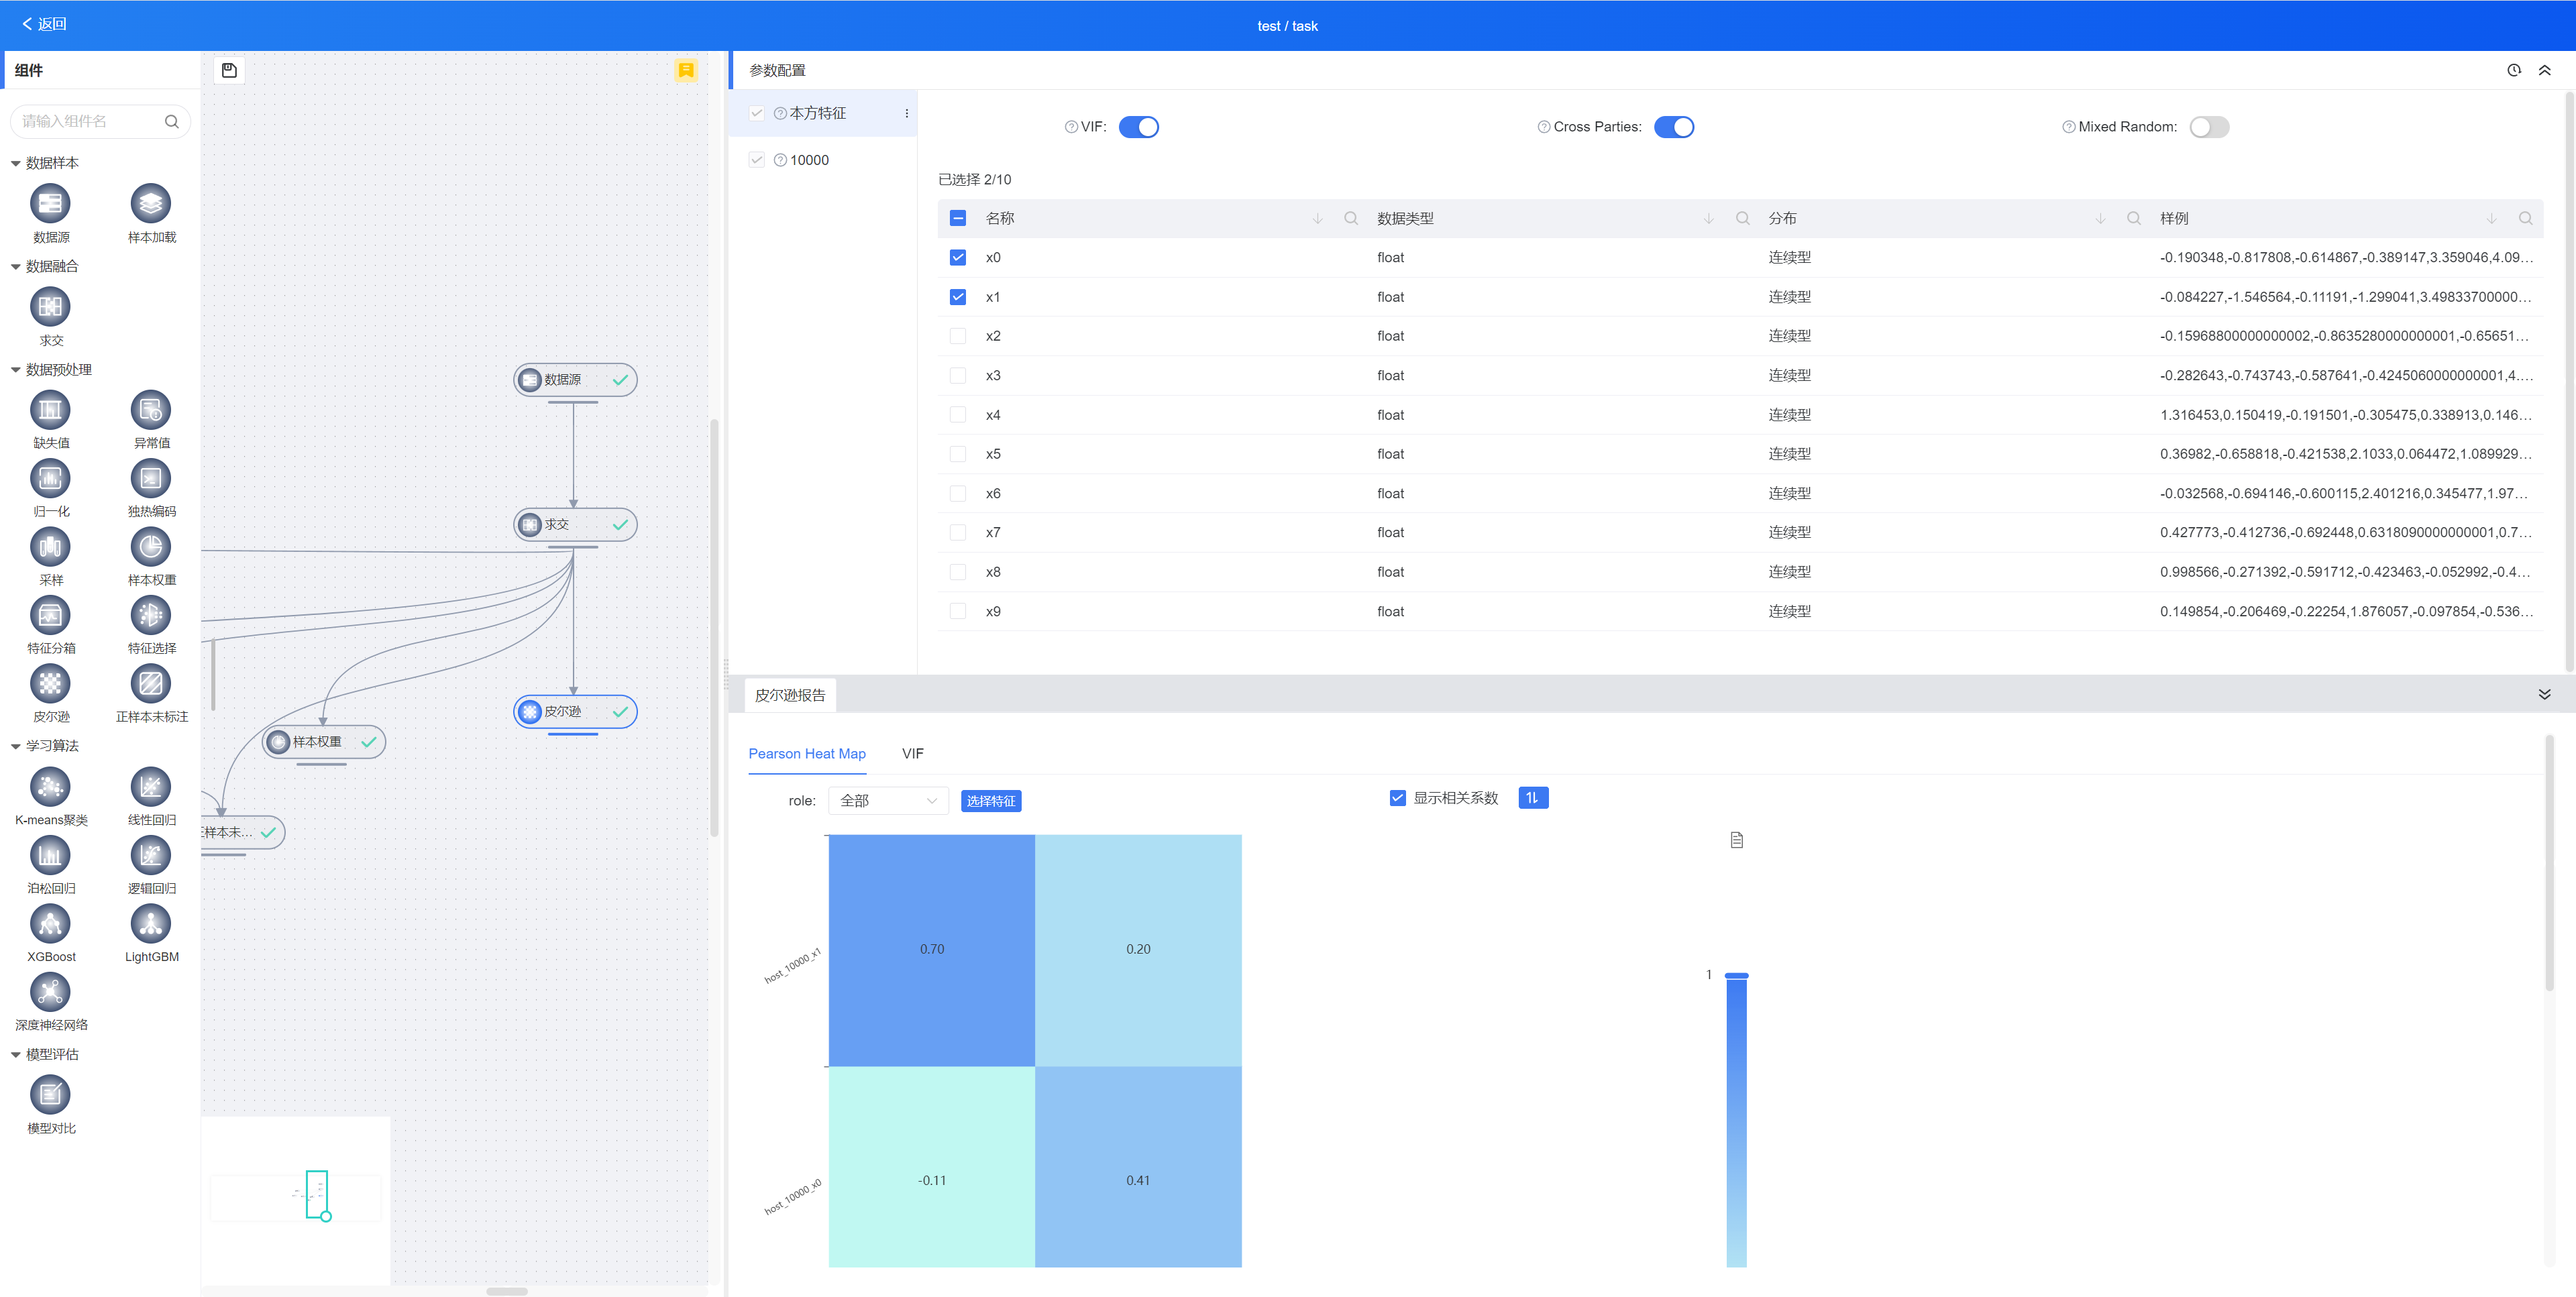 返回
test / task
组件
请输入组件名
数据样本
数据源
样本加载
数据融合
求交
数据预处理
缺失值
异常值
归一化
独热编码
采样
样本权重
特征分箱
特征选择
皮尔逊
正样本未标注
学习算法
K-means聚类
线性回归
泊松回归
逻辑回归
XGBoost
LightGBM
深度神经网络
模型评估
模型对比
数据源
求交
皮尔逊
样本权重
正样本未...
参数配置
本方特征
10000
VIF:
Cross Parties:
Mixed Random:
已选择 2/10
名称 数据类型 分布 样例
x0 float 连续型 -0.190348,-0.817808,-0.614867,-0.389147,3.359046,4.09...
x1 float 连续型 -0.084227,-1.546564,-0.11191,-1.299041,3.49833700000...
x2 float 连续型 -0.15968800000000002,-0.8635280000000001,-0.65651...
x3 float 连续型 -0.282643,-0.743743,-0.587641,-0.4245060000000001,4....
x4 float 连续型 1.316453,0.150419,-0.191501,-0.305475,0.338913,0.146...
x5 float 连续型 0.36982,-0.658818,-0.421538,2.1033,0.064472,1.089929...
x6 float 连续型 -0.032568,-0.694146,-0.600115,2.401216,0.345477,1.97...
x7 float 连续型 0.427773,-0.412736,-0.692448,0.6318090000000001,0.7...
x8 float 连续型 0.998566,-0.271392,-0.591712,-0.423463,-0.052992,-0.4...
x9 float 连续型 0.149854,-0.206469,-0.22254,1.876057,-0.097854,-0.536...
皮尔逊报告
Pearson Heat Map
VIF
role:
全部
选择特征
显示相关系数
host_10000_x1
0.70
0.20
host_10000_x0
-0.11
0.41
1